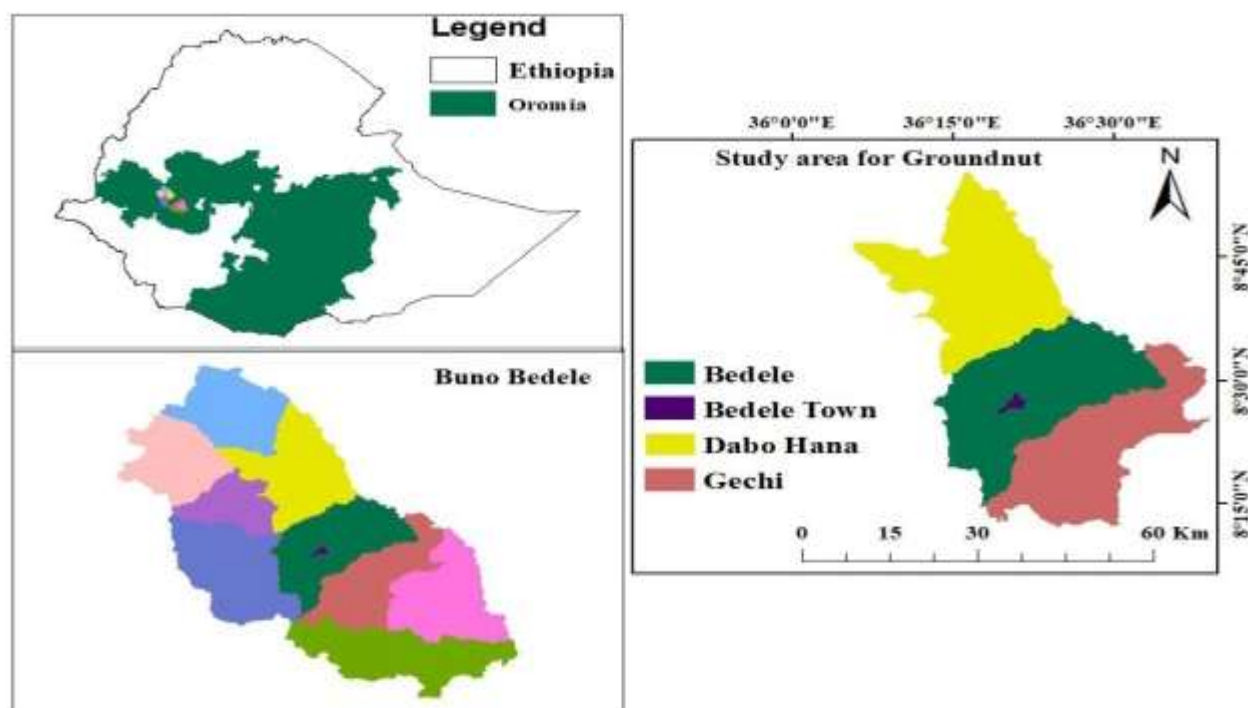 Legend
Ethiopia
Oromia
Buno Bedele
36°0'0"E 36°15'0"E 36°30'0"E
Study area for Groundnut
N
8°45'0"N
8°30'0"N
8°15'0"N
Bedele
Bedele Town
Dabo Hana
Gechi
0 15 30 60 Km